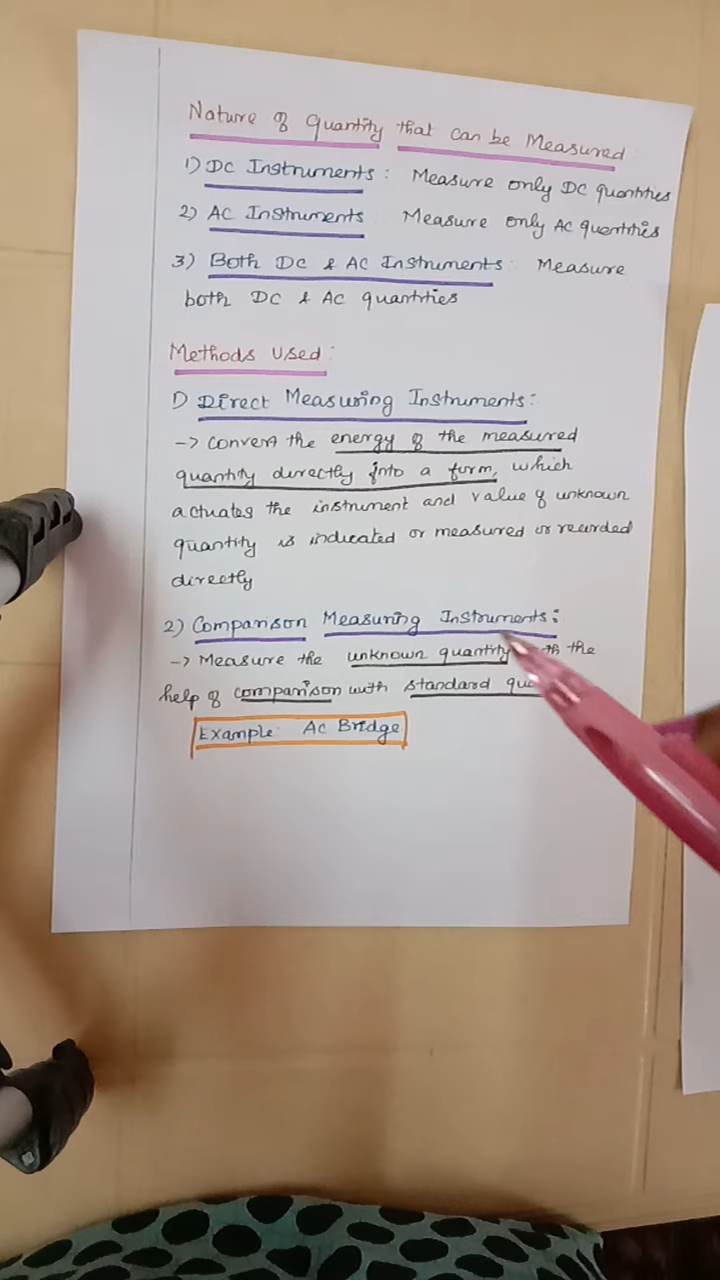 Nature of Quantity that can be Measured:
1) DC Instruments: Measure only DC quantities
2) AC Instruments: Measure only AC quantities
3) Both DC & AC Instruments: Measure
both DC & AC quantities
Methods Used:
1) Direct Measuring Instruments:
-> Convert the energy of the measured
quantity directly into a form, which
actuates the instrument and value of unknown
quantity is indicated or measured or recorded
directly
2) Comparison Measuring Instruments:
-> Measure the unknown quantity the
help of comparison with standard
Example: AC Bridge